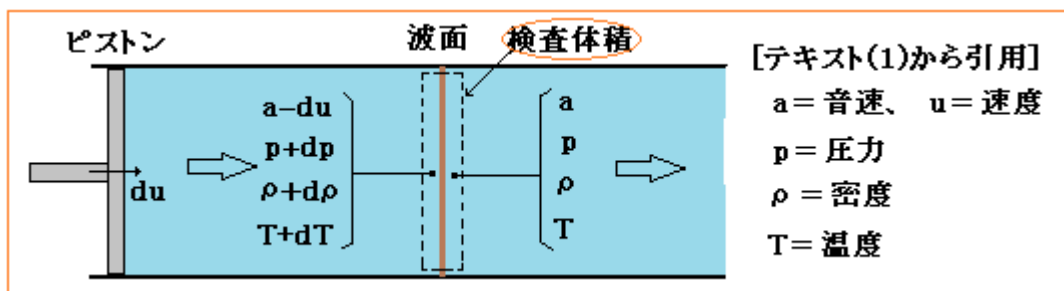 ピストン
波面
検査体積
du
a-du
p+dp
ρ+dρ
T+dT
a
p
ρ
T
[テキスト(1)から引用]
a=音速、 u=速度
p=圧力
ρ=密度
T=温度